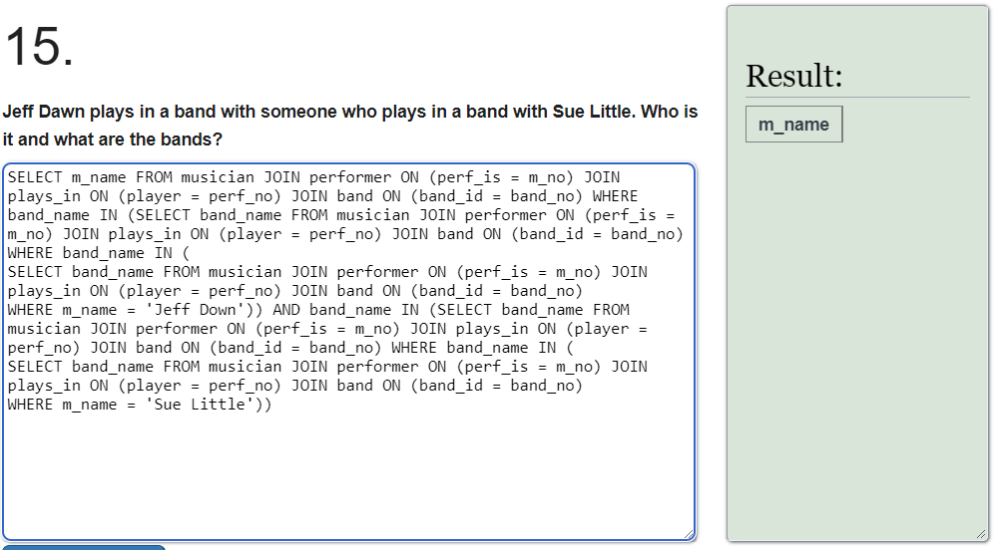 15.
Jeff Dawn plays in a band with someone who plays in a band with Sue Little. Who is
it and what are the bands?
SELECT m_name FROM musician JOIN performer ON (perf_is = m_no) JOIN
plays_in ON (player = perf_no) JOIN band ON (band_id = band_no) WHERE
band_name IN (SELECT band_name FROM musician JOIN performer ON (perf_is =
m_no) JOIN plays_in ON (player = perf_no) JOIN band ON (band_id = band_no)
WHERE band_name IN (
SELECT band_name FROM musician JOIN performer ON (perf_is = m_no) JOIN
plays_in ON (player = perf_no) JOIN band ON (band_id = band_no)
WHERE m_name = 'Jeff Down')) AND band_name IN (SELECT band_name FROM
musician JOIN performer ON (perf_is = m_no) JOIN plays_in ON (player =
perf_no) JOIN band ON (band_id = band_no) WHERE band_name IN (
SELECT band_name FROM musician JOIN performer ON (perf_is = m_no) JOIN
plays_in ON (player = perf_no) JOIN band ON (band_id = band_no)
WHERE m_name = 'Sue Little'))
Result:
m_name